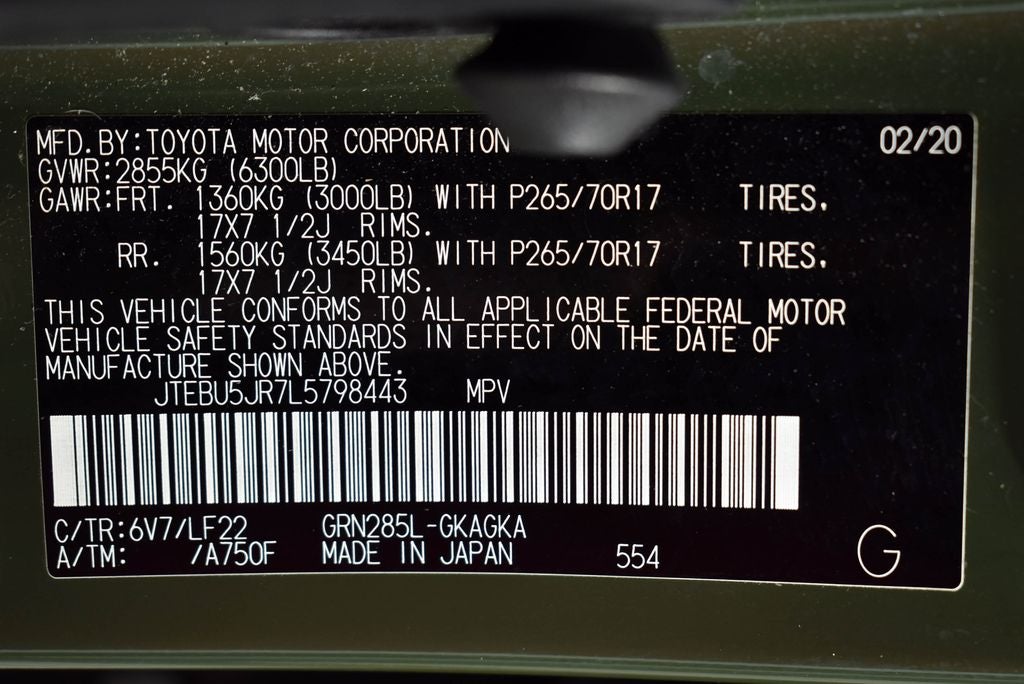 MFD. BY: TOYOTA MOTOR CORPORATION 02/20
GVWR: 2855KG (6300LB)
GAWR: FRT. 1360KG (3000LB) WITH P265/70R17 TIRES.
17X7 1/2J RIMS.
RR. 1560KG (3450LB) WITH P265/70R17 TIRES.
17X7 1/2J RIMS.
THIS VEHICLE CONFORMS TO ALL APPLICABLE FEDERAL MOTOR
VEHICLE SAFETY STANDARDS IN EFFECT ON THE DATE OF
MANUFACTURE SHOWN ABOVE.
JTEBU5JR7L5798443 MPV
C/TR: 6V7/LF22 GRN285L-GKAGKA
A/TM: /A750F MADE IN JAPAN 554 G